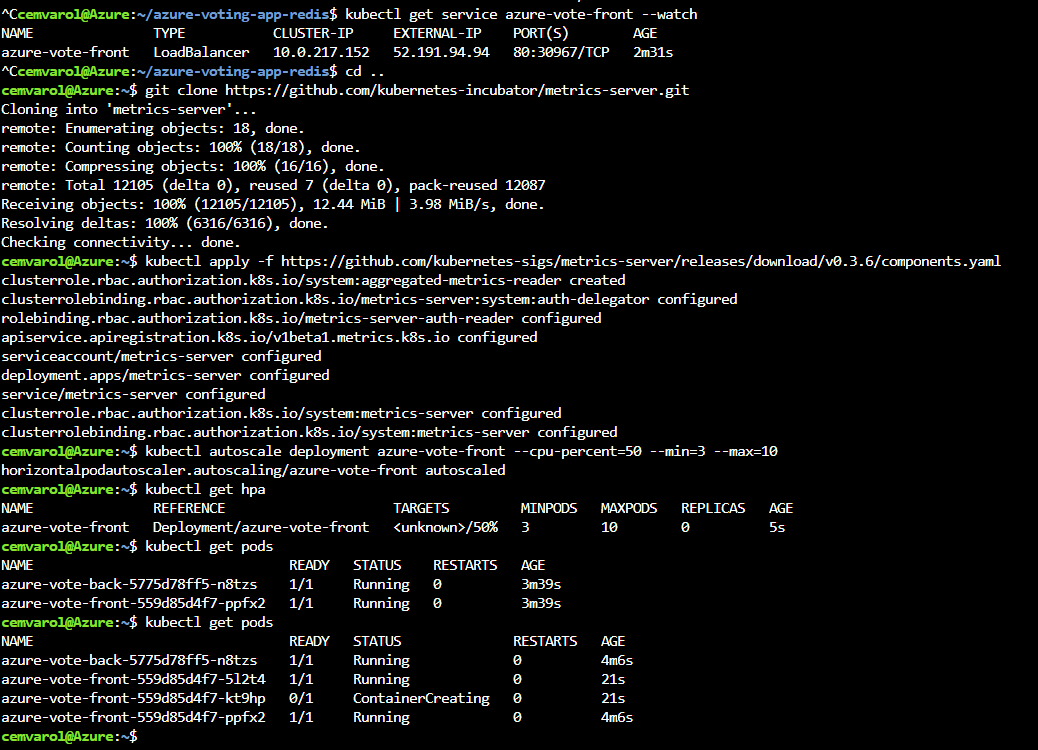 ^Ccemvarol@Azure:~/azure-voting-app-redis$ kubectl get service azure-vote-front --watch
NAME               TYPE           CLUSTER-IP     EXTERNAL-IP    PORT(S)        AGE
azure-vote-front   LoadBalancer   10.0.217.152   52.191.94.94   80:30967/TCP   2m31s
^Ccemvarol@Azure:~/azure-voting-app-redis$ cd ..
cemvarol@Azure:~$ git clone https://github.com/kubernetes-incubator/metrics-server.git
Cloning into 'metrics-server'...
remote: Enumerating objects: 18, done.
remote: Counting objects: 100% (18/18), done.
remote: Compressing objects: 100% (16/16), done.
remote: Total 12105 (delta 0), reused 7 (delta 0), pack-reused 12087
Receiving objects: 100% (12105/12105), 12.44 MiB | 3.98 MiB/s, done.
Resolving deltas: 100% (6316/6316), done.
Checking connectivity... done.
cemvarol@Azure:~$ kubectl apply -f https://github.com/kubernetes-sigs/metrics-server/releases/download/v0.3.6/components.yaml
clusterrole.rbac.authorization.k8s.io/system:aggregated-metrics-reader created
clusterrolebinding.rbac.authorization.k8s.io/metrics-server:system:auth-delegator configured
rolebinding.rbac.authorization.k8s.io/metrics-server-auth-reader configured
apiservice.apiregistration.k8s.io/v1beta1.metrics.k8s.io configured
serviceaccount/metrics-server configured
deployment.apps/metrics-server configured
service/metrics-server configured
clusterrole.rbac.authorization.k8s.io/system:metrics-server configured
clusterrolebinding.rbac.authorization.k8s.io/system:metrics-server configured
cemvarol@Azure:~$ kubectl autoscale deployment azure-vote-front --cpu-percent=50 --min=3 --max=10
horizontalpodautoscaler.autoscaling/azure-vote-front autoscaled
cemvarol@Azure:~$ kubectl get hpa
NAME               REFERENCE                     TARGETS         MINPODS   MAXPODS   REPLICAS   AGE
azure-vote-front   Deployment/azure-vote-front   <unknown>/50%   3         10        0          5s
cemvarol@Azure:~$ kubectl get pods
NAME                                READY   STATUS    RESTARTS   AGE
azure-vote-back-5775d78ff5-n8tzs    1/1     Running   0          3m39s
azure-vote-front-559d85d4f7-ppfx2   1/1     Running   0          3m39s
cemvarol@Azure:~$ kubectl get pods
NAME                                READY   STATUS              RESTARTS   AGE
azure-vote-back-5775d78ff5-n8tzs    1/1     Running             0          4m6s
azure-vote-front-559d85d4f7-5l2t4   1/1     Running             0          21s
azure-vote-front-559d85d4f7-kt9hp   0/1     ContainerCreating   0          21s
azure-vote-front-559d85d4f7-ppfx2   1/1     Running             0          4m6s
cemvarol@Azure:~$